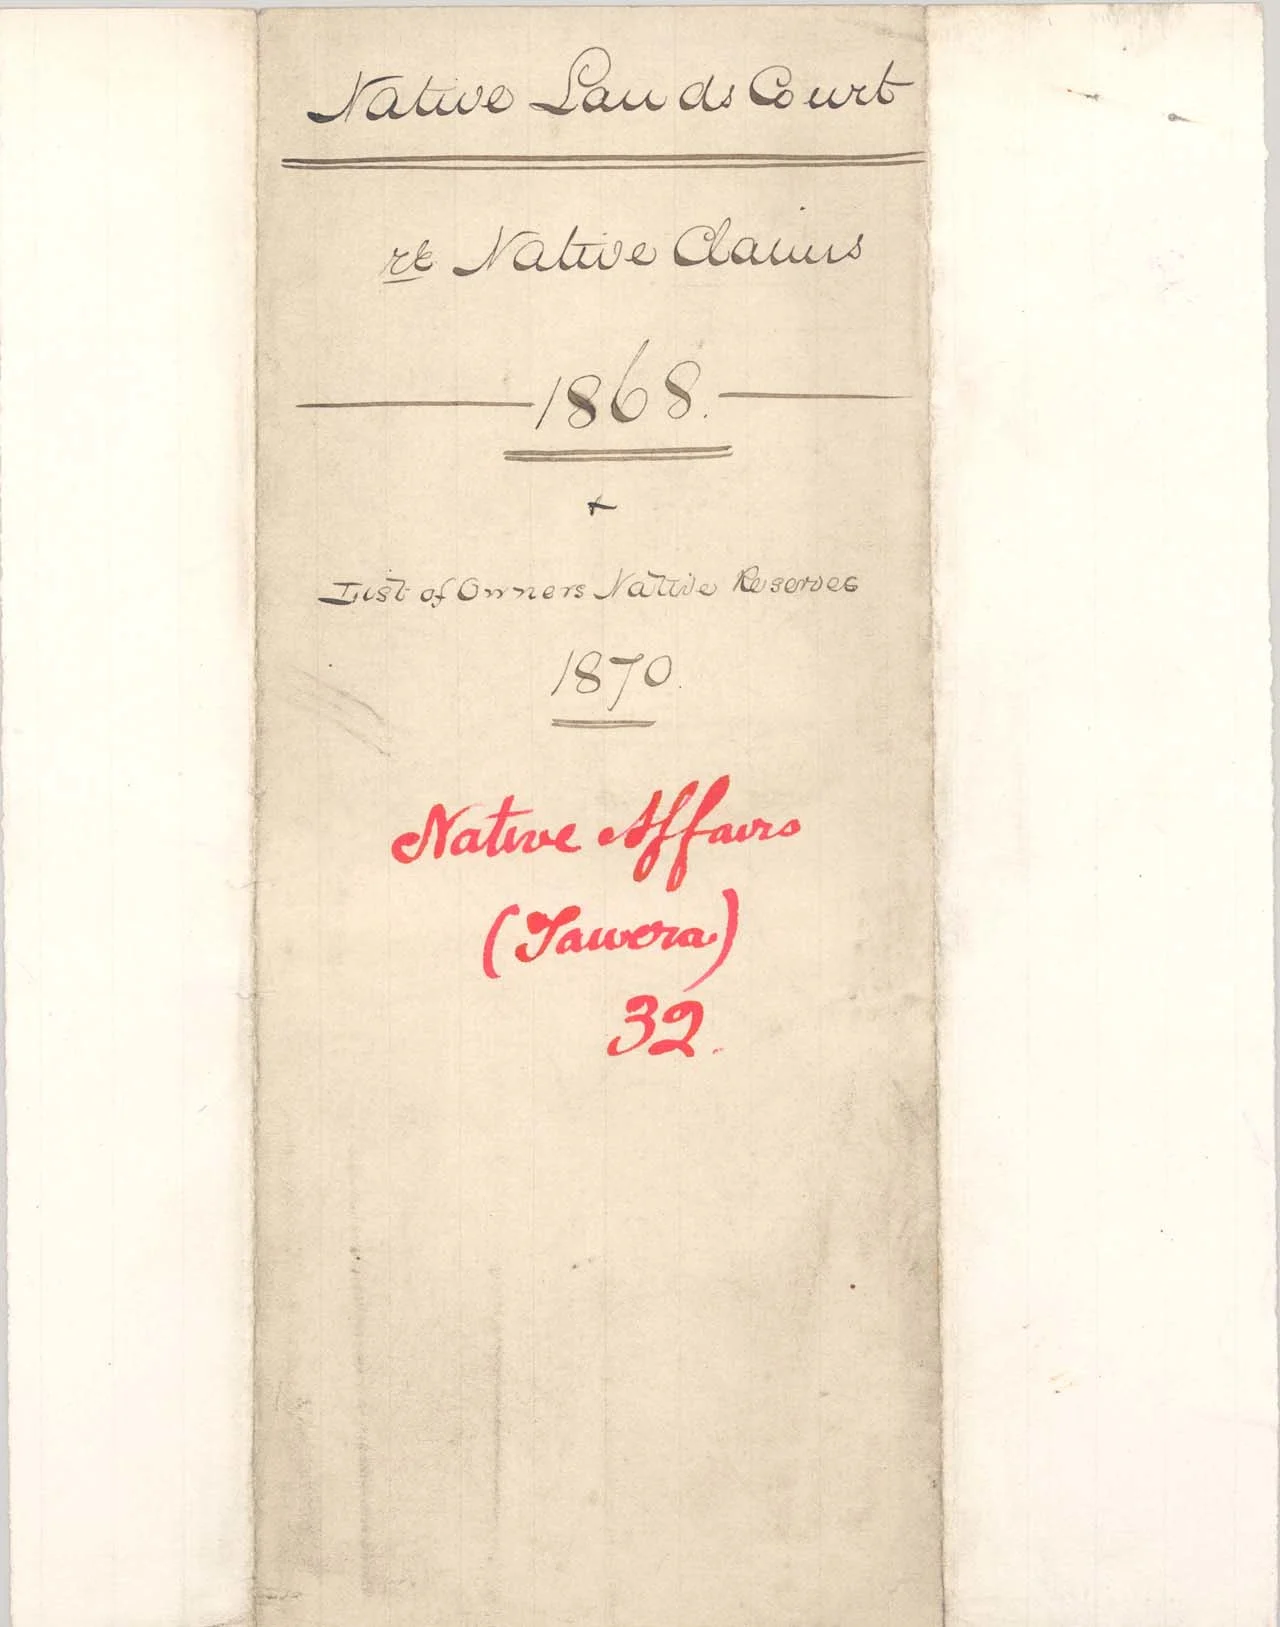 Native Lands Court
re Native Claims
1868.
+
List of Owners Native Reserves
1870.
Native Affairs
(Tawera)
32.